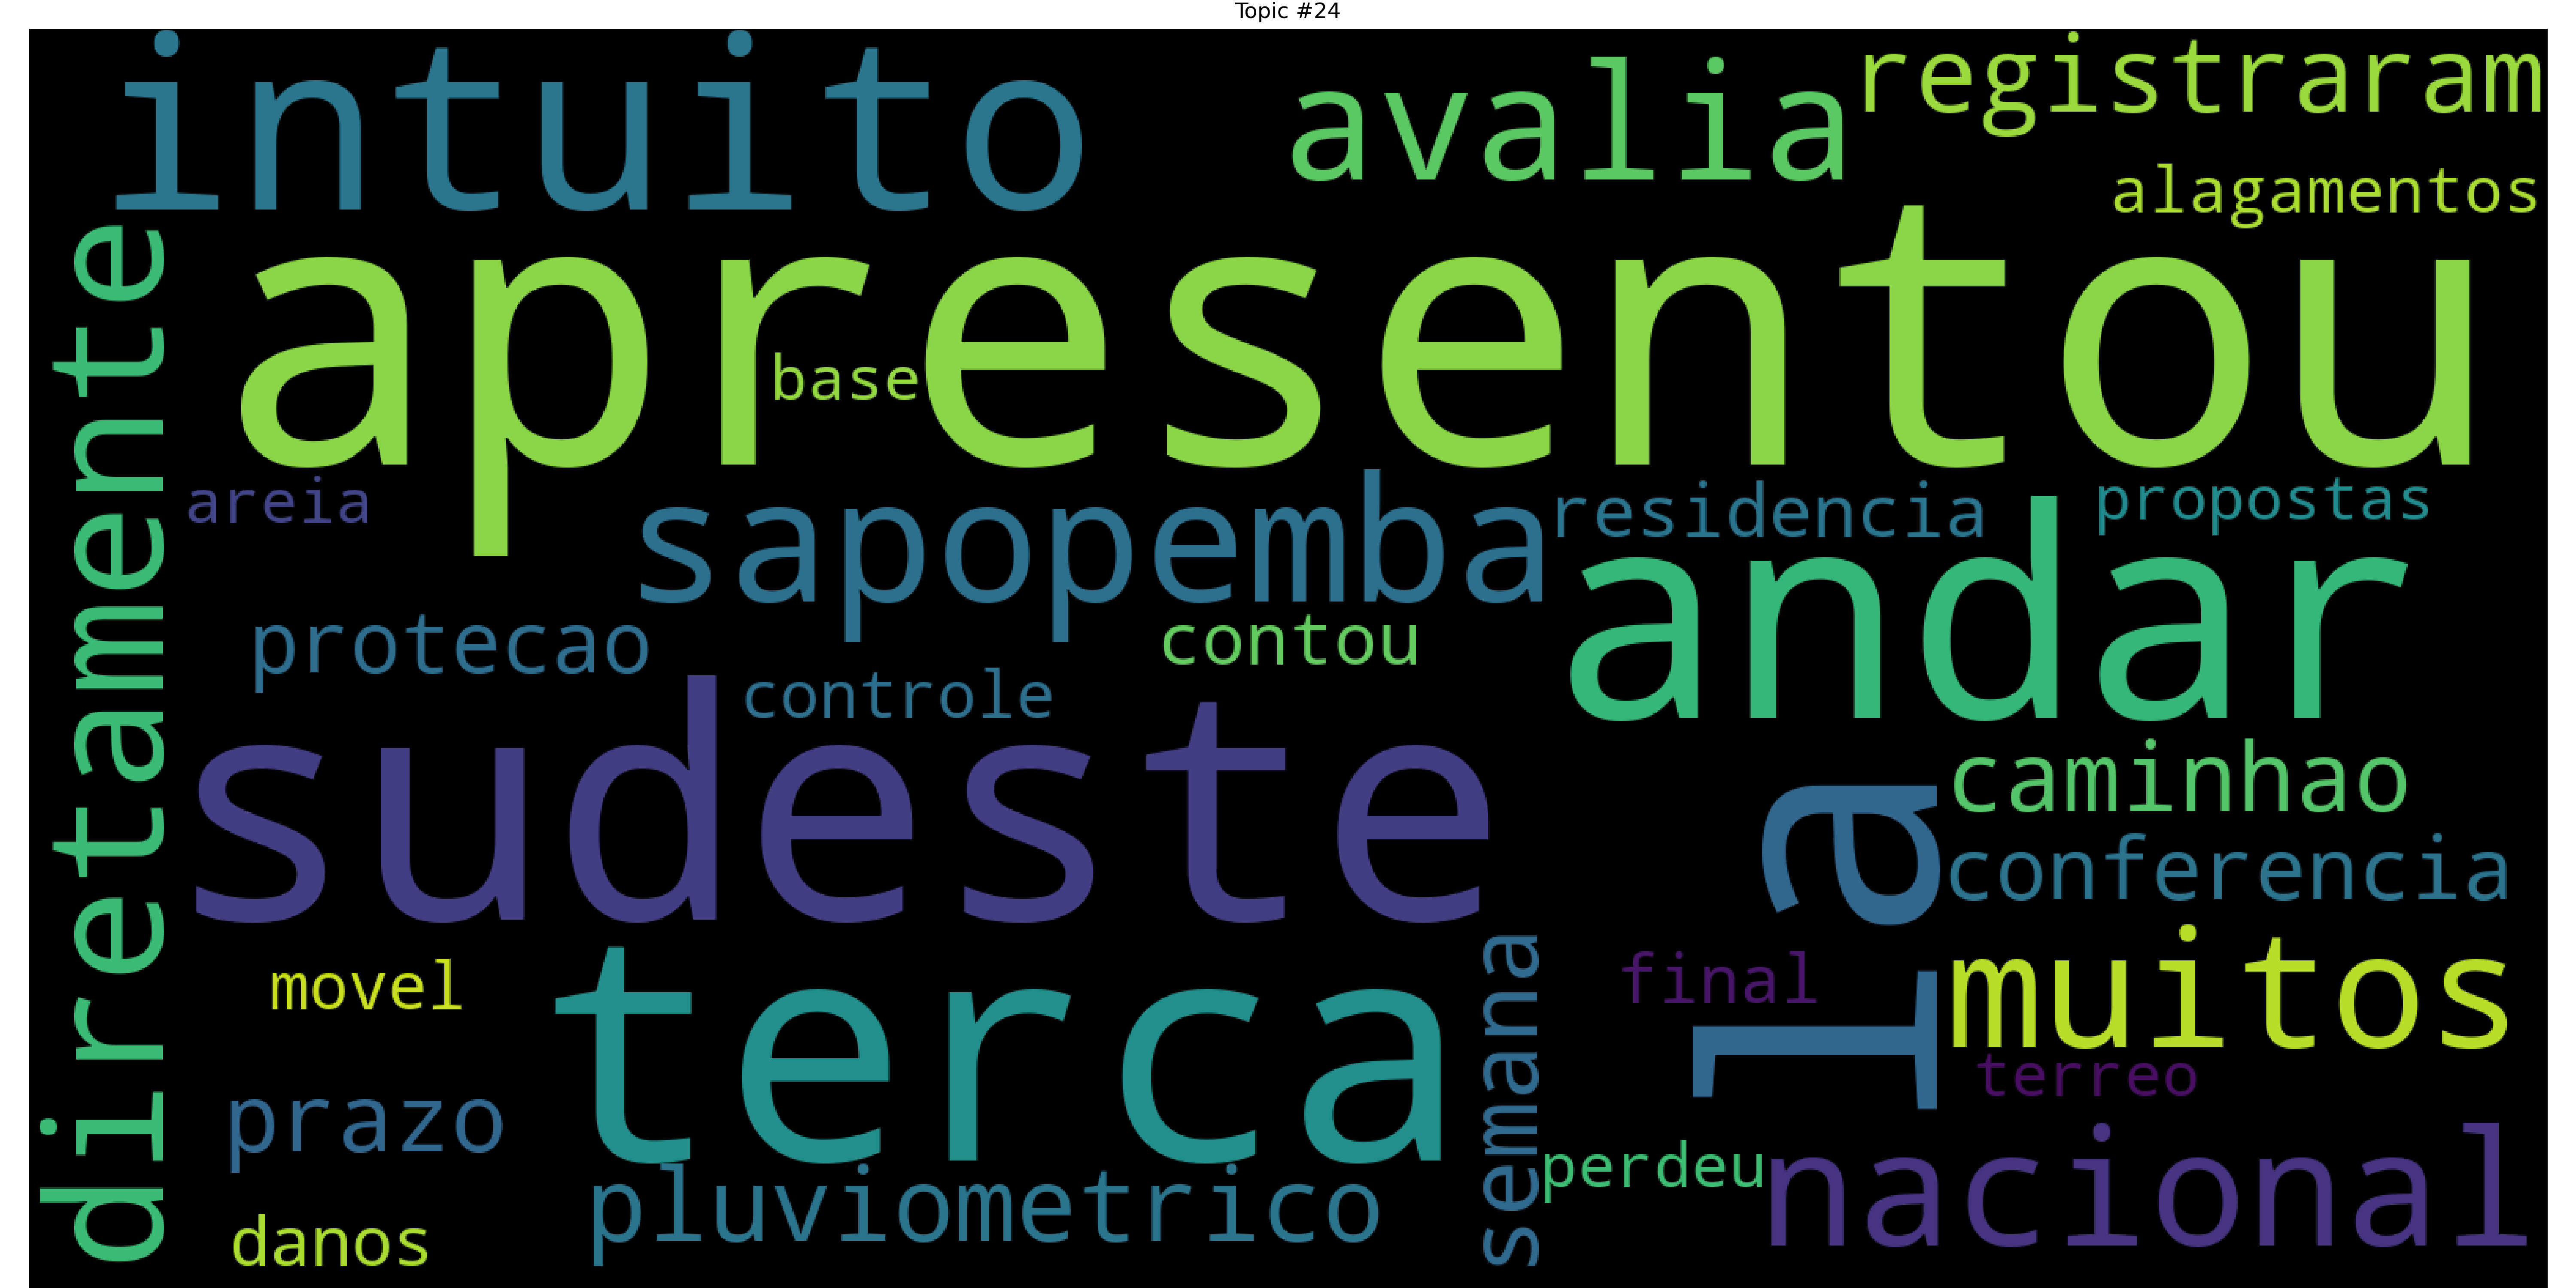 Topic #24
intuito
avalia
registraram
alagamentos
apresentou
base
diretamente
areia
sapopemba
residencia
propostas
andar
protecao
contou
controle
sudeste
caminhao
la
conferencia
movel
terca
semana
final
muitos
terreo
prazo
perdeu
nacional
pluviometrico
danos